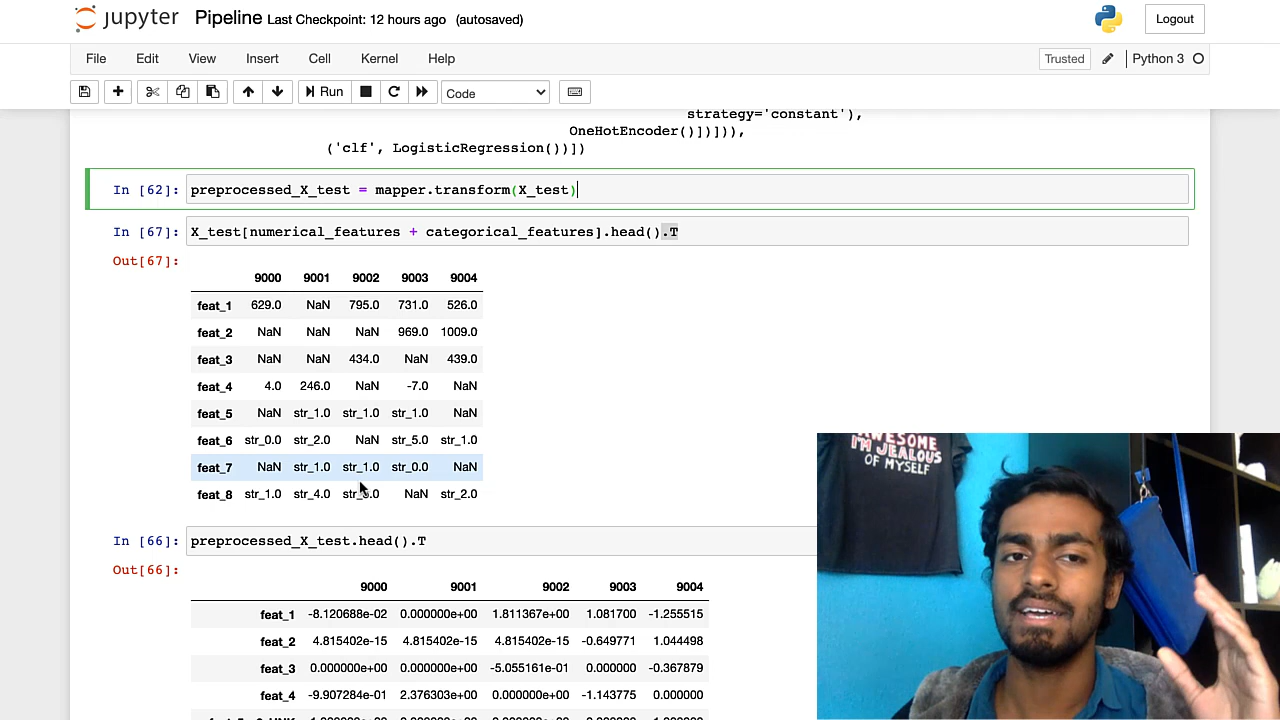 jupyter Pipeline Last Checkpoint: 12 hours ago (autosaved) Logout
File Edit View Insert Cell Kernel Help Trusted Python 3
Run Code
strategy='constant'),
OneHotEncoder()])])),
('clf', LogisticRegression())])
In [62]: preprocessed_X_test = mapper.transform(X_test)
In [67]: X_test[numerical_features + categorical_features].head().T
Out[67]:
9000 9001 9002 9003 9004
feat_1 629.0 NaN 795.0 731.0 526.0
feat_2 NaN NaN NaN 969.0 1009.0
feat_3 NaN NaN 434.0 NaN 439.0
feat_4 4.0 246.0 NaN -7.0 NaN
feat_5 NaN str_1.0 str_1.0 str_1.0 NaN
feat_6 str_0.0 str_2.0 NaN str_5.0 str_1.0
feat_7 NaN str_1.0 str_1.0 str_0.0 NaN
feat_8 str_1.0 str_4.0 NaN str_2.0
AWESOME
I'M JEALOUS
OF MYSELF
In [66]: preprocessed_X_test.head().T
Out[66]:
9000 9001 9002 9003 9004
feat_1 -8.120688e-02 0.000000e+00 1.811367e+00 1.081700 -1.255515
feat_2 4.815402e-15 4.815402e-15 4.815402e-15 -0.649771 1.044498
feat_3 0.000000e+00 0.000000e+00 -5.055161e-01 0.000000 -0.367879
feat_4 -9.907284e-01 2.376303e+00 0.000000e+00 -1.143775 0.000000